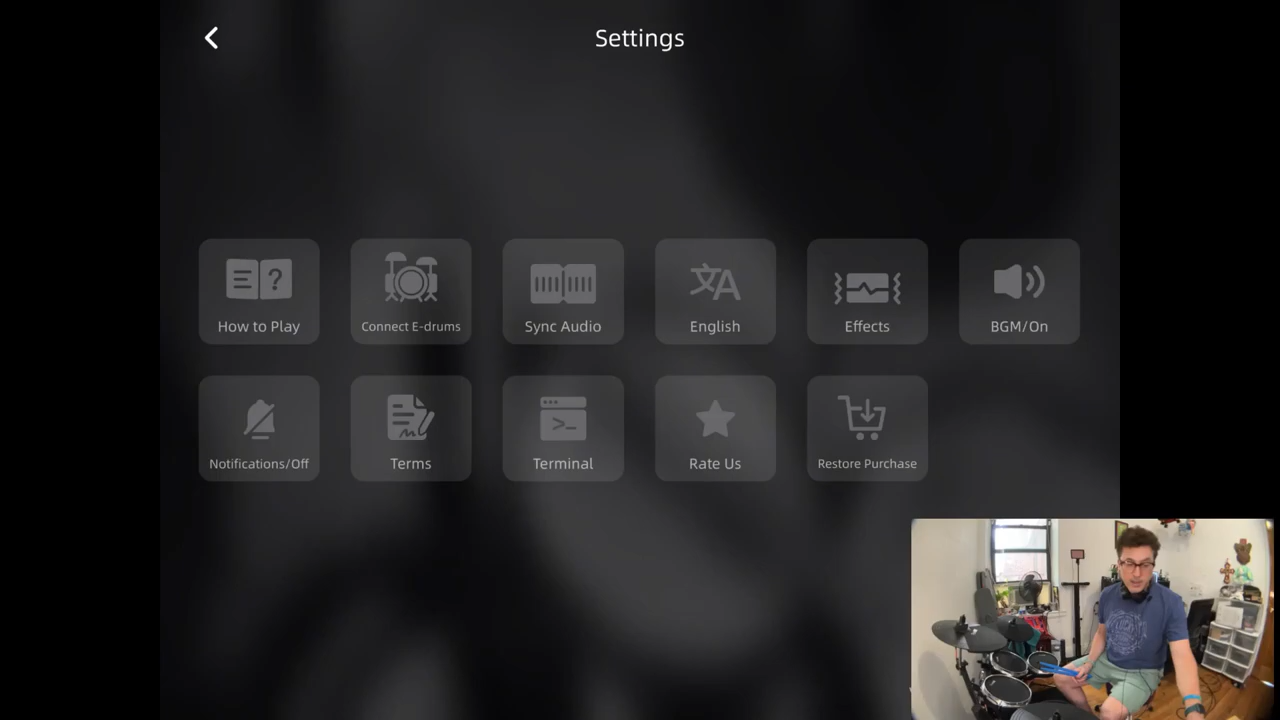 Settings
How to Play
Connect E-drums
Sync Audio
English
Effects
BGM/On
Notifications/Off
Terms
Terminal
Rate Us
Restore Purchase